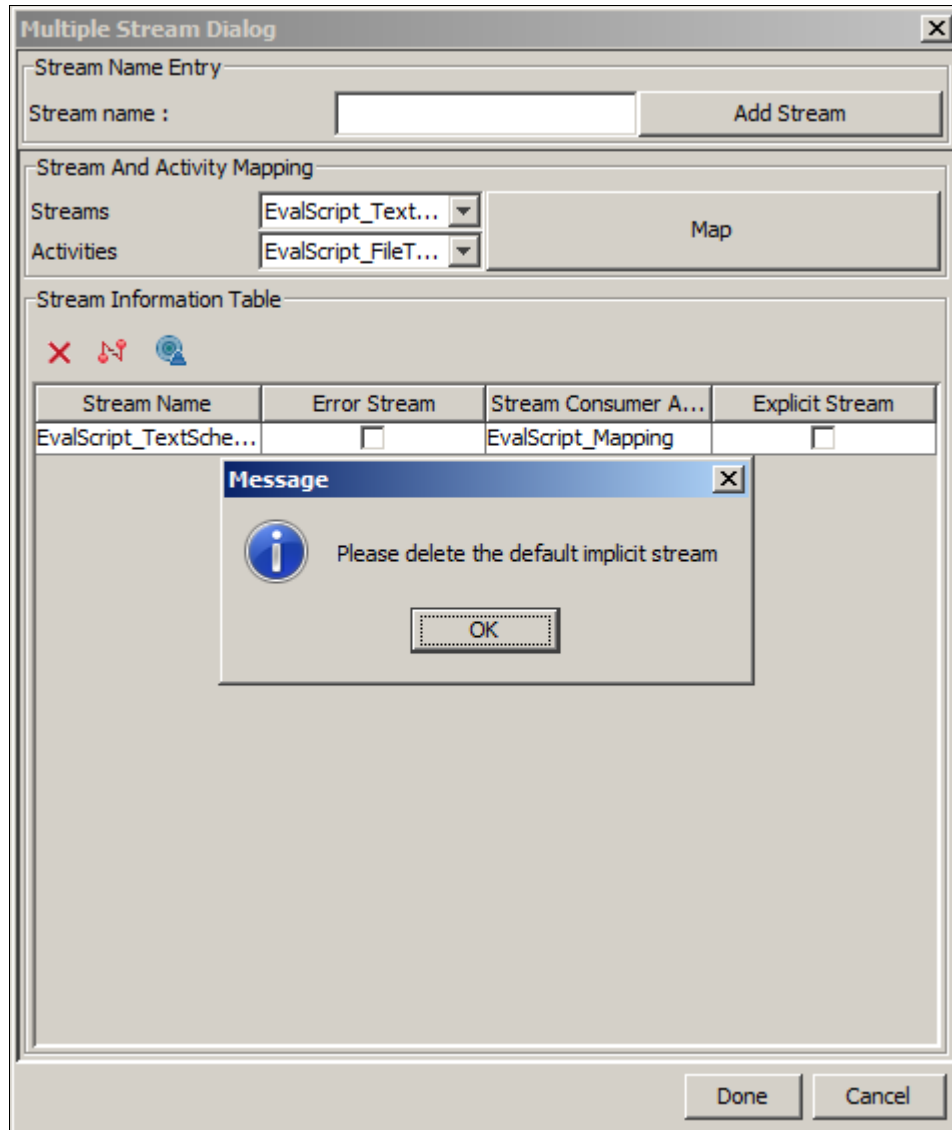 Multiple Stream Dialog
Stream Name Entry
Stream name :
Add Stream
Stream And Activity Mapping
Streams
EvalScript_Text...
Map
Activities
EvalScript_FileT...
Stream Information Table
Stream Name
Error Stream
Stream Consumer A...
Explicit Stream
EvalScript_TextSche...
EvalScript_Mapping
Message
Please delete the default implicit stream
OK
Done
Cancel